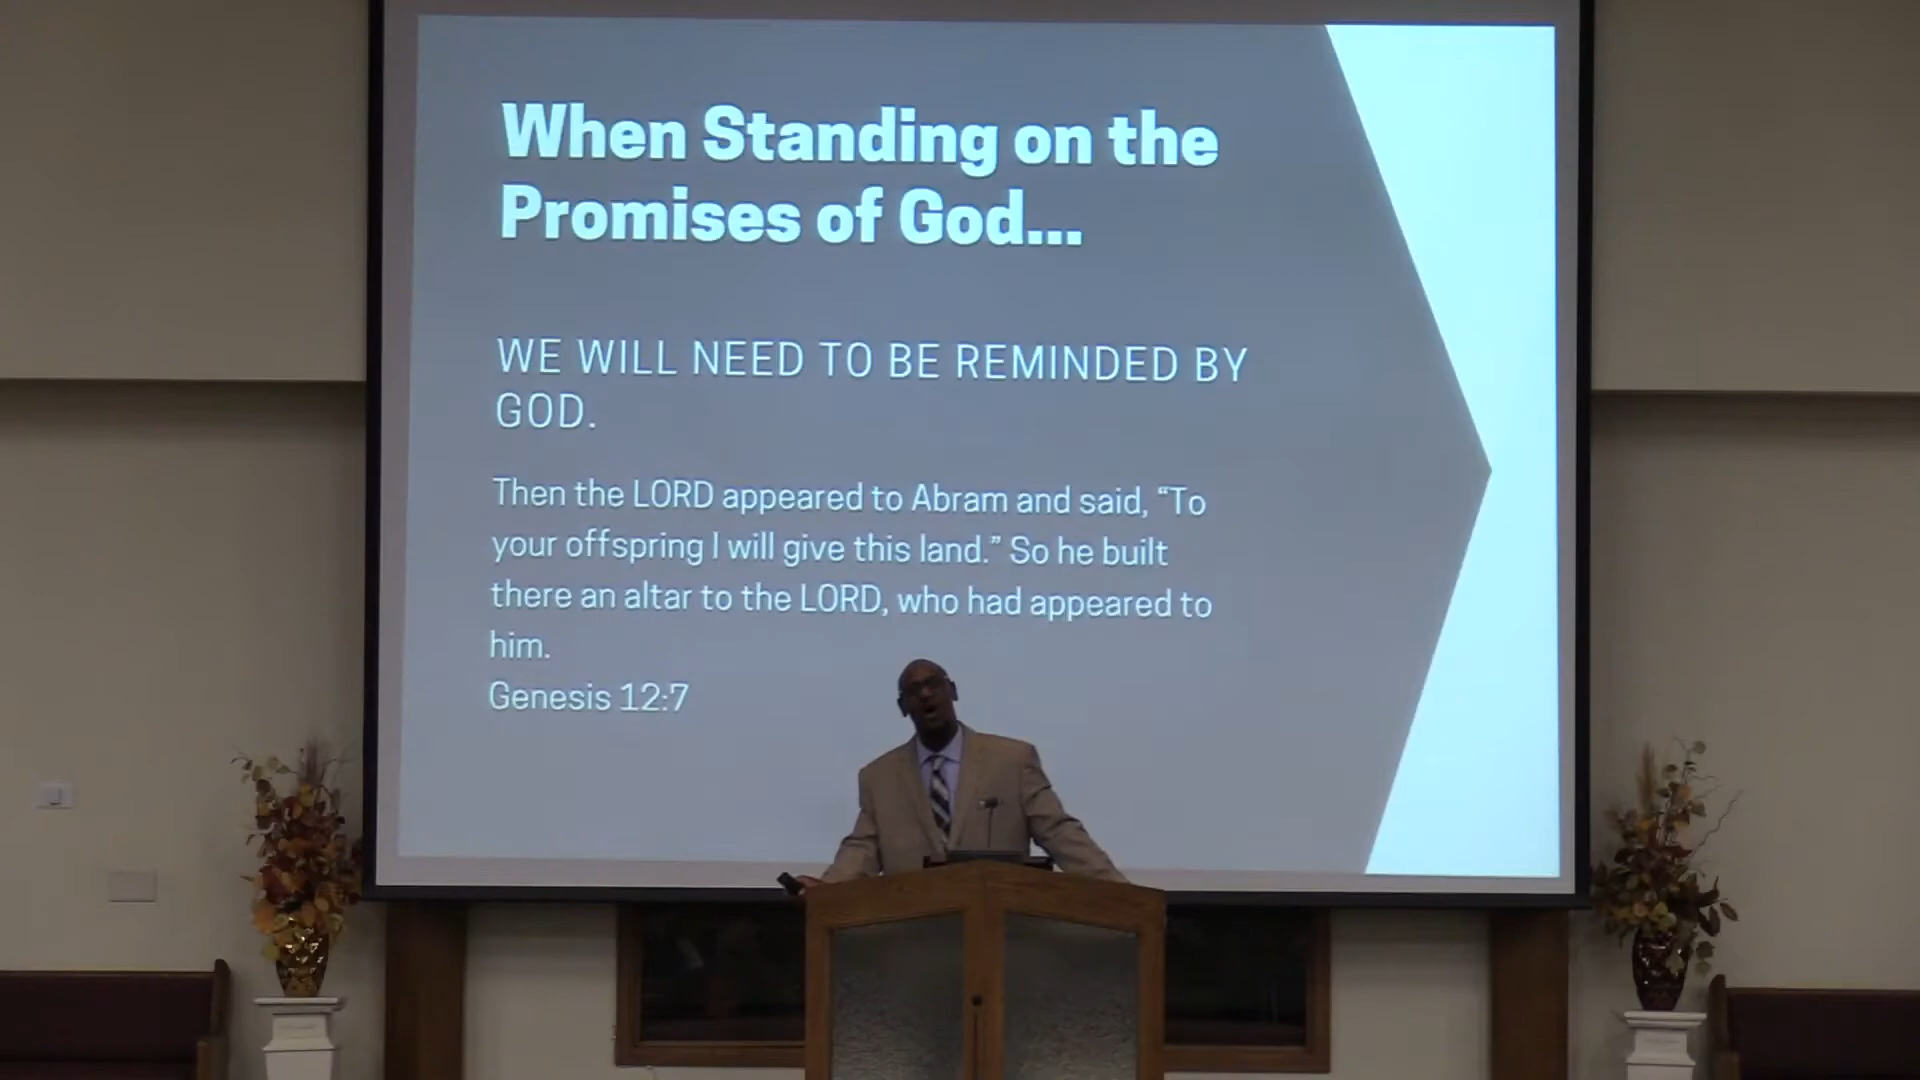 When Standing on the
Promises of God...
WE WILL NEED TO BE REMINDED BY
GOD.
Then the LORD appeared to Abram and said, “To
your offspring I will give this land.” So he built
there an altar to the LORD, who had appeared to
him.
Genesis 12:7